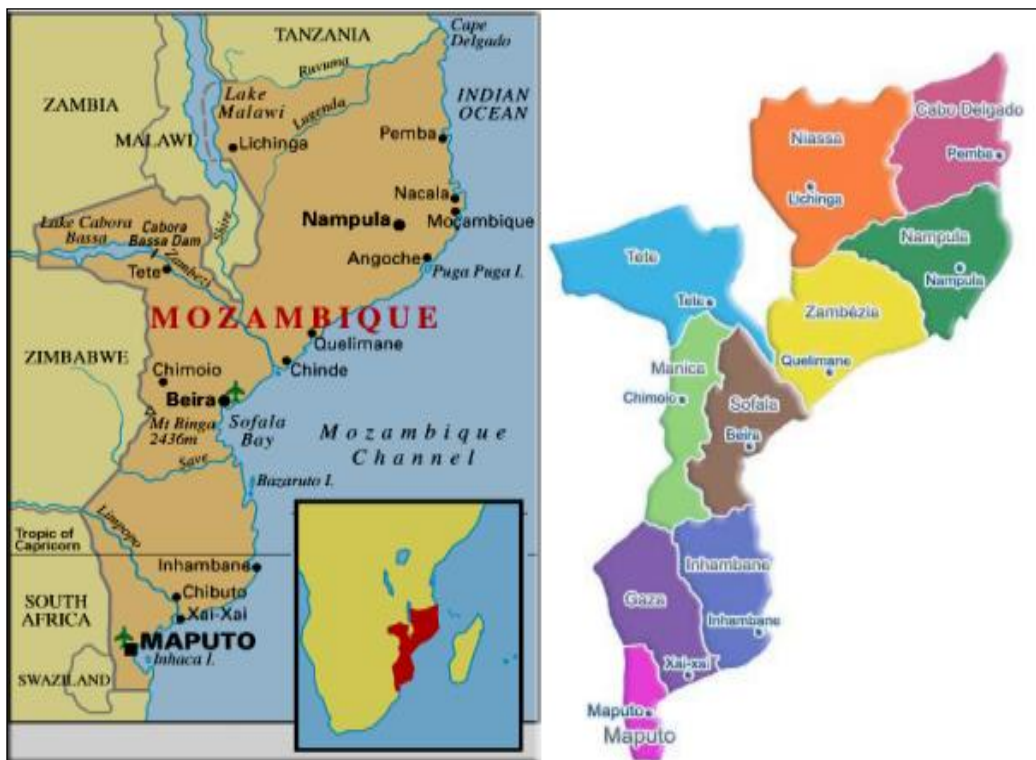 TANZANIA
Cape
Delgado
Ruvuma
ZAMBIA
Lake
Malawi
Lugenda
INDIAN
OCEAN
MALAWI
Lichinga
Pemba
Nacala
Moçambique
Nampula
Lake Cabora
Bassa
Cabora
Bassa Dam
Shire
Zambezi
Tete
Angoche
Puga Puga I.
MOZAMBIQUE
Quelimane
ZIMBABWE
Chinde
Chimoio
Beira
Mt Binga
2436m
Sofala
Bay
Mozambique
Channel
Save
Bazaruto I.
Limpopo
Tropic of
Capricorn
Inhambane
SOUTH
AFRICA
Chibuto
Xai-Xai
MAPUTO
Inhaca I.
SWAZILAND
Cabo Delgado
Niassa
Pemba
Lichinga
Nampula
Nampula
Tete
Tete
Zambézia
Quelimane
Manica
Chimoio
Sofala
Beira
Inhambane
Gaza
Inhambane
Xai-xai
Maputo
Maputo